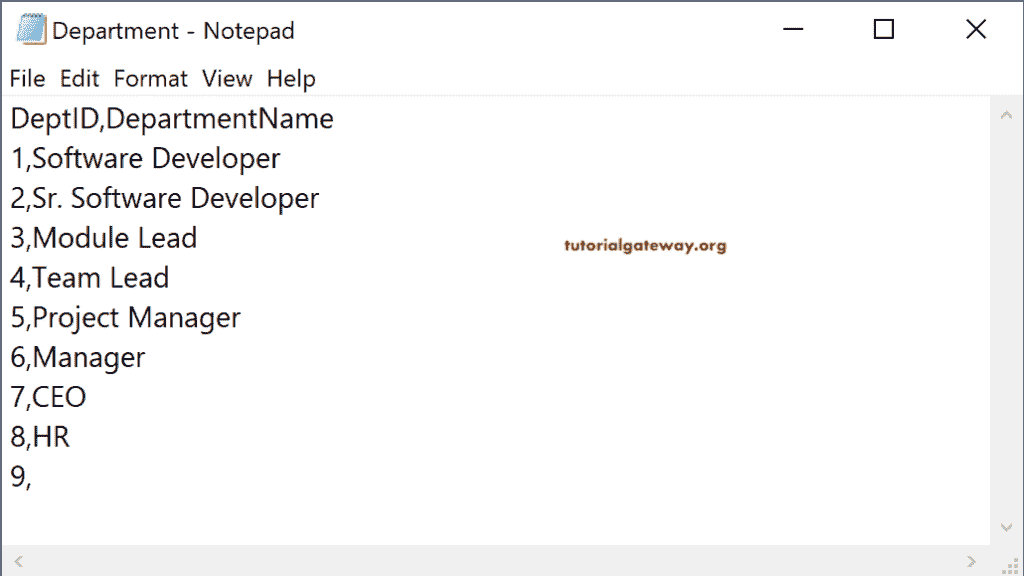 Department - Notepad
File Edit Format View Help
DeptID,DepartmentName
1,Software Developer
2,Sr. Software Developer
3,Module Lead
tutorialgateway.org
4,Team Lead
5,Project Manager
6,Manager
7,CEO
8,HR
9,